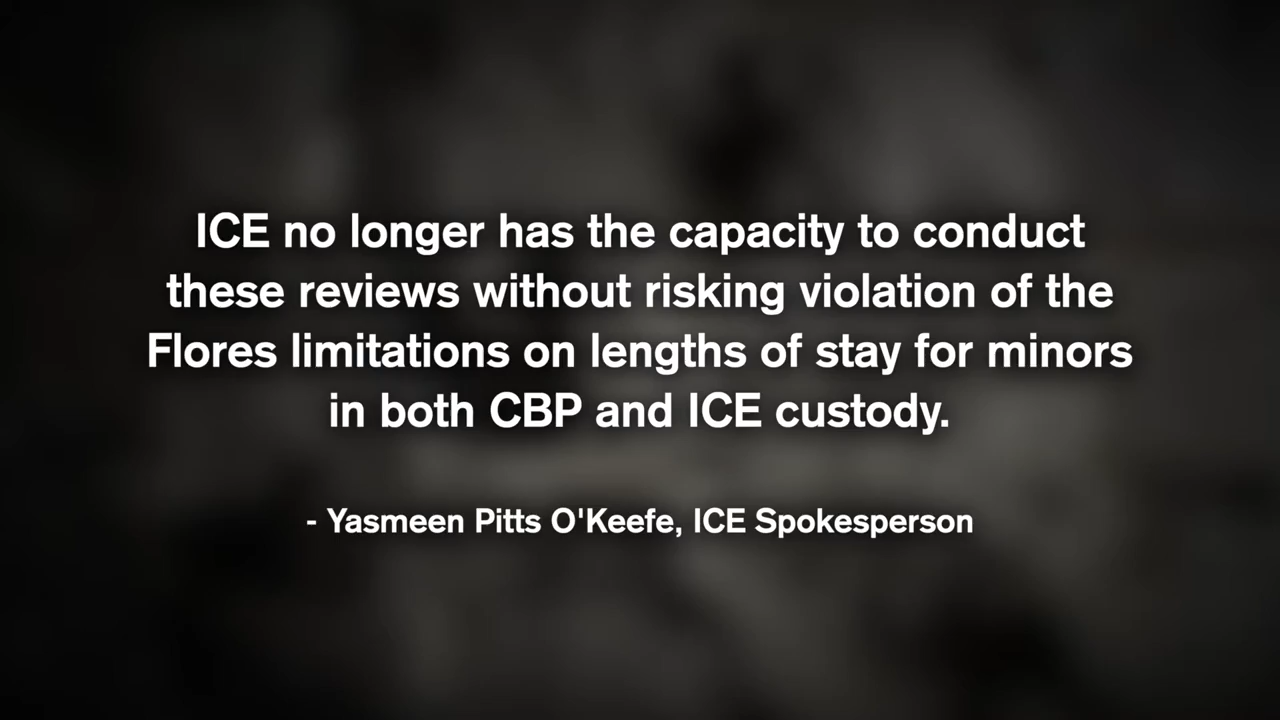 ICE no longer has the capacity to conduct
these reviews without risking violation of the
Flores limitations on lengths of stay for minors
in both CBP and ICE custody.
- Yasmeen Pitts O'Keefe, ICE Spokesperson